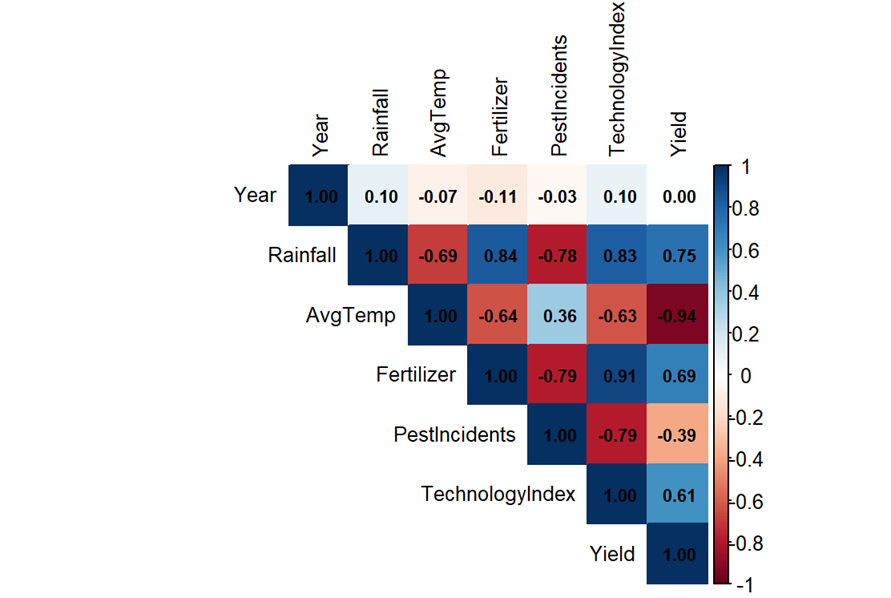 Year Rainfall AvgTemp Fertilizer PestIncidents TechnologyIndex Yield
Year 1.00 0.10 -0.07 -0.11 -0.03 0.10 0.00
Rainfall 1.00 -0.69 0.84 -0.78 0.83 0.75
AvgTemp 1.00 -0.64 0.36 -0.63 -0.94
Fertilizer 1.00 -0.79 0.91 0.69
PestIncidents 1.00 -0.79 -0.39
TechnologyIndex 1.00 0.61
Yield 1.00
1
0.8
0.6
0.4
0.2
0
-0.2
-0.4
-0.6
-0.8
-1